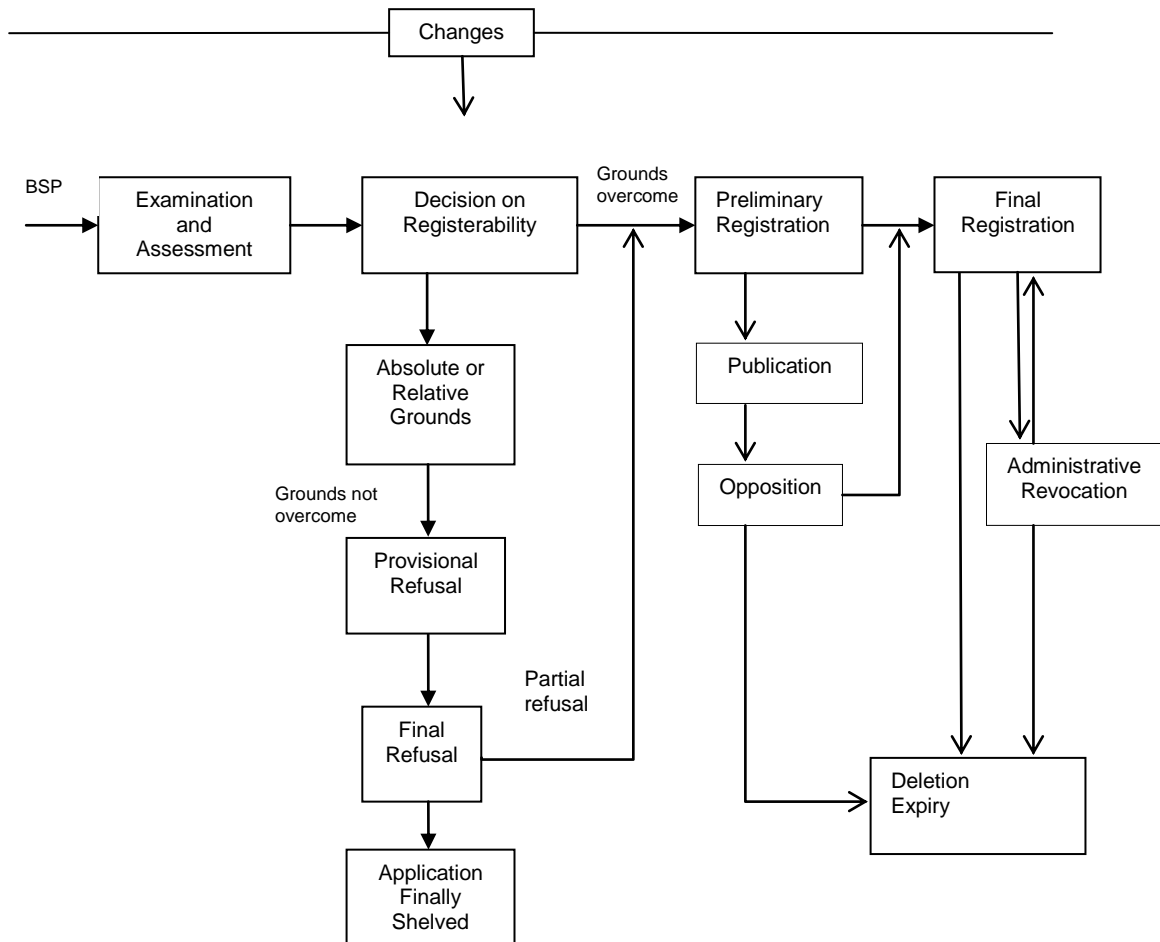 Changes
BSP
Examination
and
Assessment
Decision on
Registerability
Grounds
overcome
Preliminary
Registration
Final
Registration
Absolute or
Relative
Grounds
Publication
Grounds not
overcome
Opposition
Administrative
Revocation
Provisional
Refusal
Partial
refusal
Final
Refusal
Deletion
Expiry
Application
Finally
Shelved